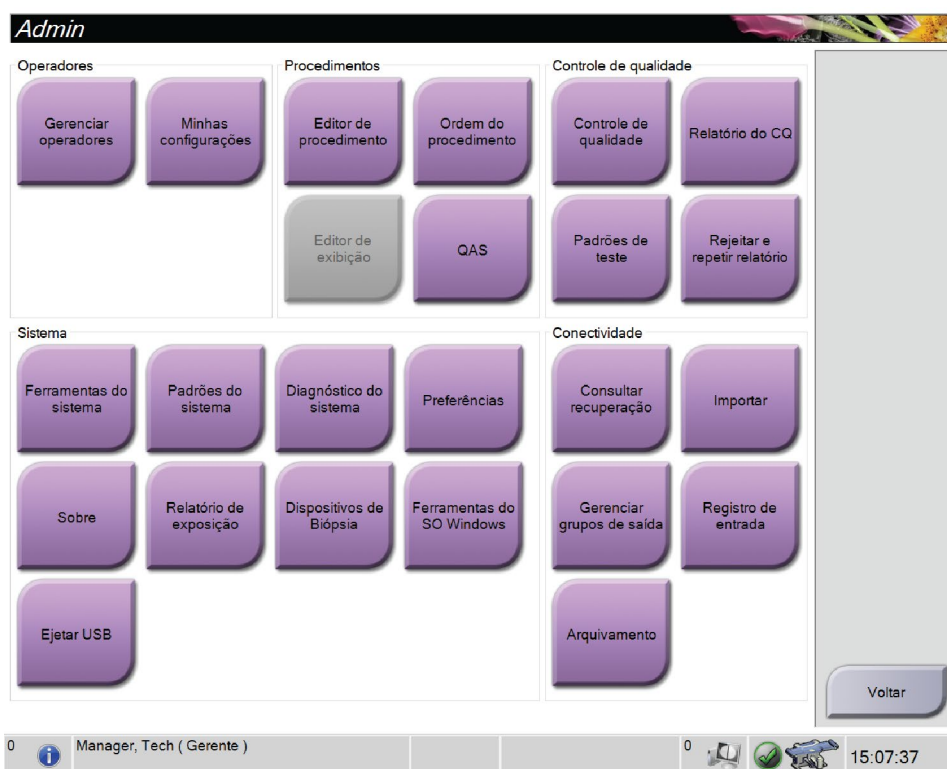 Admin
Operadores
Gerenciar
operadores
Minhas
configurações
Procedimentos
Editor de
procedimento
Ordem do
procedimento
Editor de
exibição
QAS
Controle de qualidade
Controle de
qualidade
Relatório do CQ
Padrões de
teste
Rejeitar e
repetir relatório
Sistema
Ferramentas do
sistema
Padrões do
sistema
Diagnóstico do
sistema
Preferências
Sobre
Relatório de
exposição
Dispositivos de
Biópsia
Ferramentas do
SO Windows
Ejetar USB
Conectividade
Consultar
recuperação
Importar
Gerenciar
grupos de saída
Registro de
entrada
Arquivamento
Voltar
0
Manager, Tech ( Gerente )
0
15:07:37